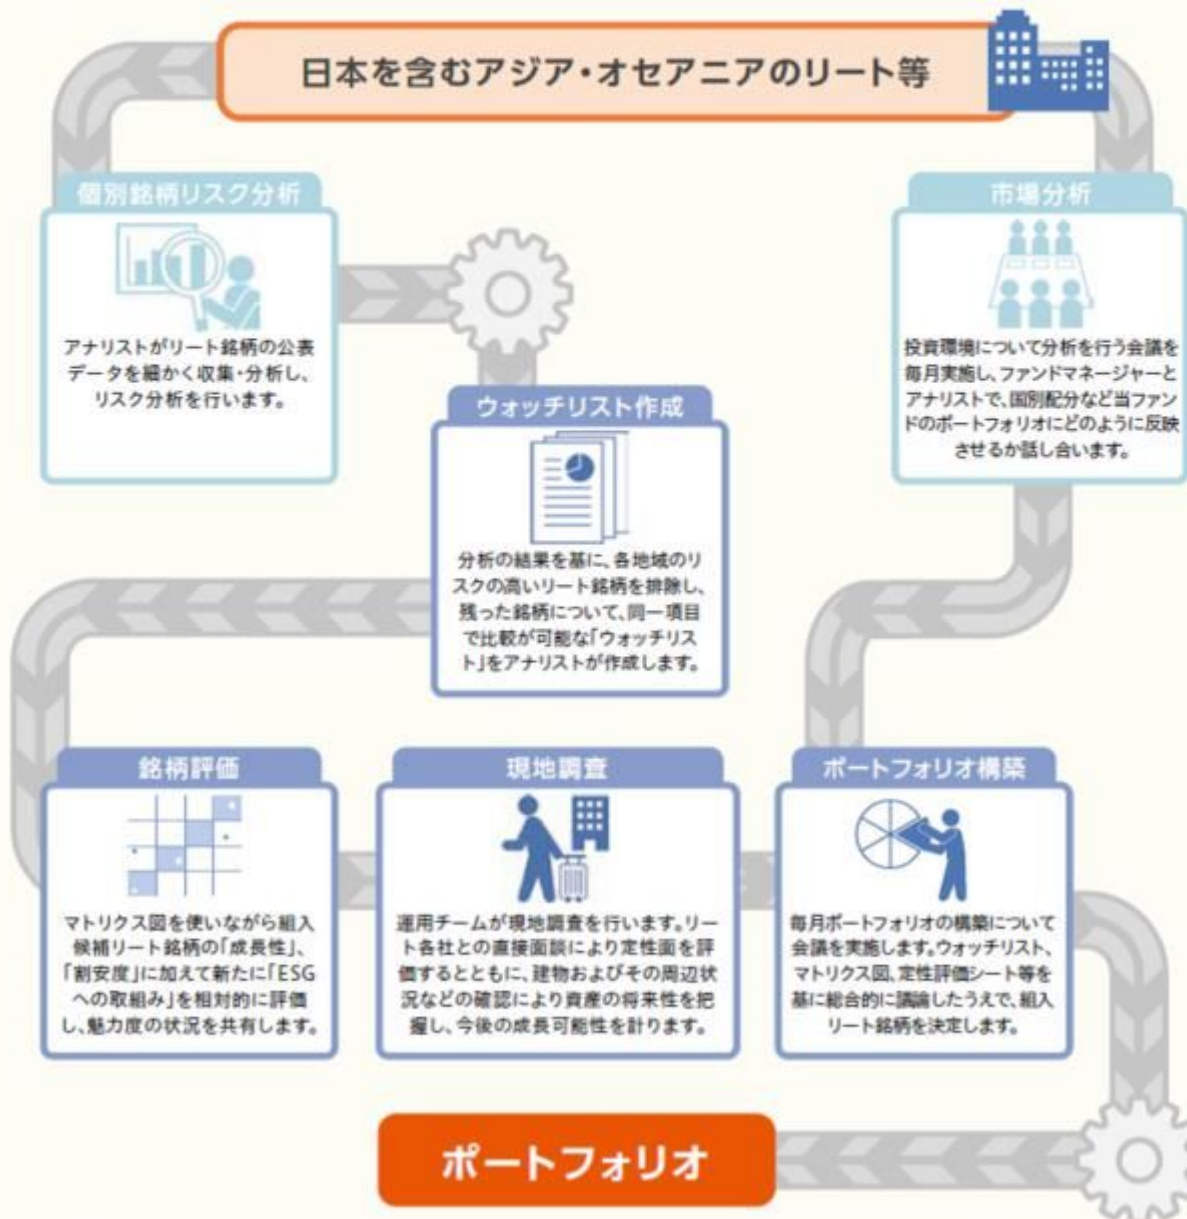 日本を含むアジア・オセアニアのリート等
個別銘柄リスク分析
アナリストがリート銘柄の公表
データを細かく収集・分析し、
リスク分析を行います。
市場分析
投資環境について分析を行う会議を
毎月実施し、ファンドマネージャーと
アナリストで、国別配分など当ファン
ドのポートフォリオにどのように反映
させるか話し合います。
ウォッチリスト作成
分析の結果を基に、各地域のリ
スクの高いリート銘柄を排除し、
残った銘柄について、同一項目
で比較が可能な「ウォッチリス
ト」をアナリストが作成します。
銘柄評価
マトリクス図を使いながら組入
候補リート銘柄の「成長性」、
「割安度」に加えて新たに「ESG
への取組み」を相対的に評価
し、魅力度の状況を共有します。
現地調査
運用チームが現地調査を行います。リー
ト各社との直接面談により定性面を評
価するとともに、建物およびその周辺状
況などの確認により資産の将来性を把
握し、今後の成長可能性を計ります。
ポートフォリオ構築
毎月ポートフォリオの構築について
会議を実施します。ウォッチリスト、
マトリクス図、定性評価シート等を
基に総合的に議論したうえで、組入
リート銘柄を決定します。
ポートフォリオ